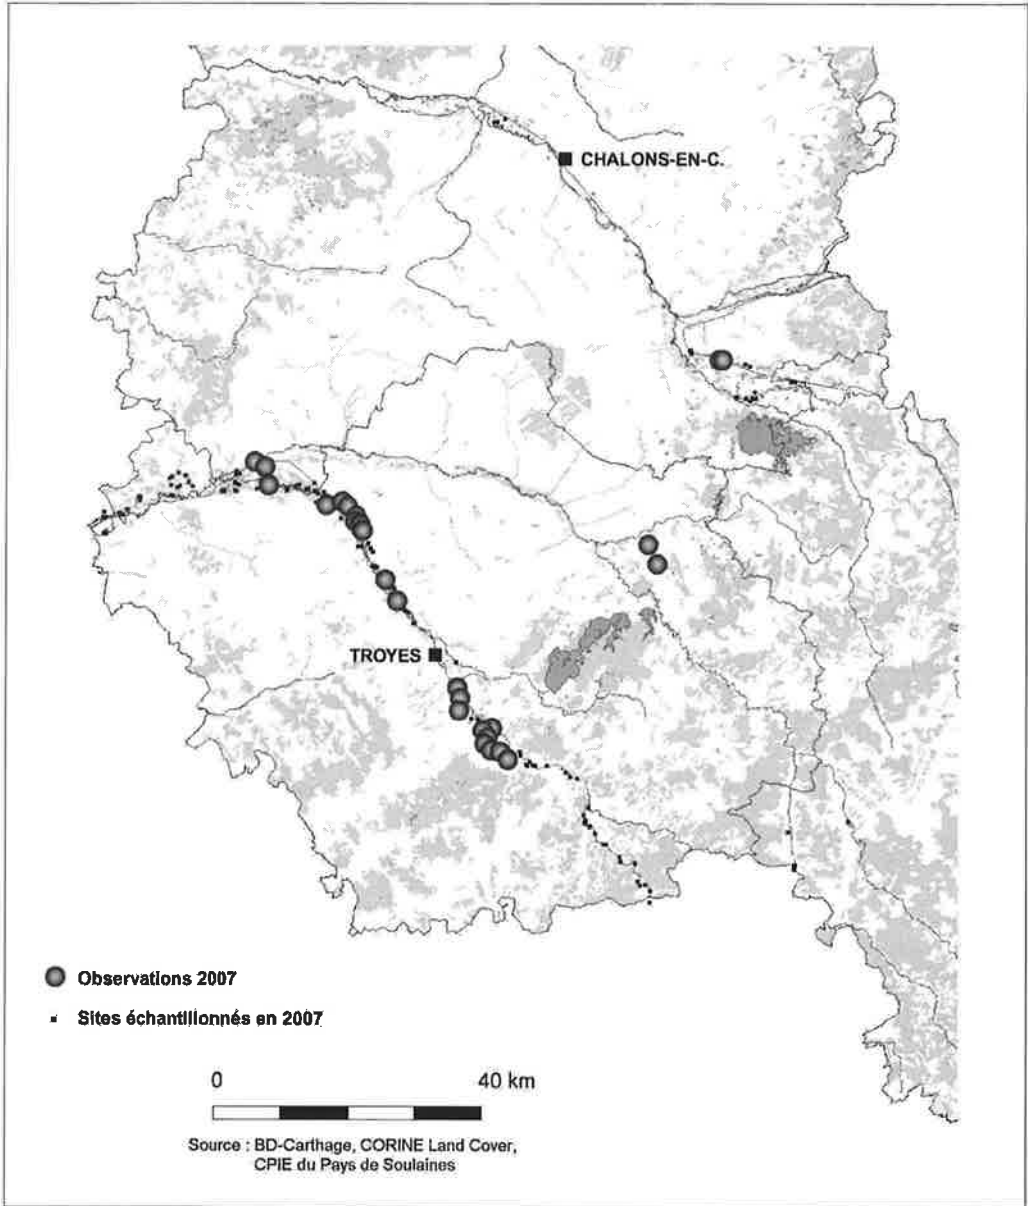 CHALONS-EN-C.
TROYES
Observations 2007
Sites échantillonnés en 2007
0 40 km
Source : BD-Carthage, CORINE Land Cover,
CPIE du Pays de Soulaines